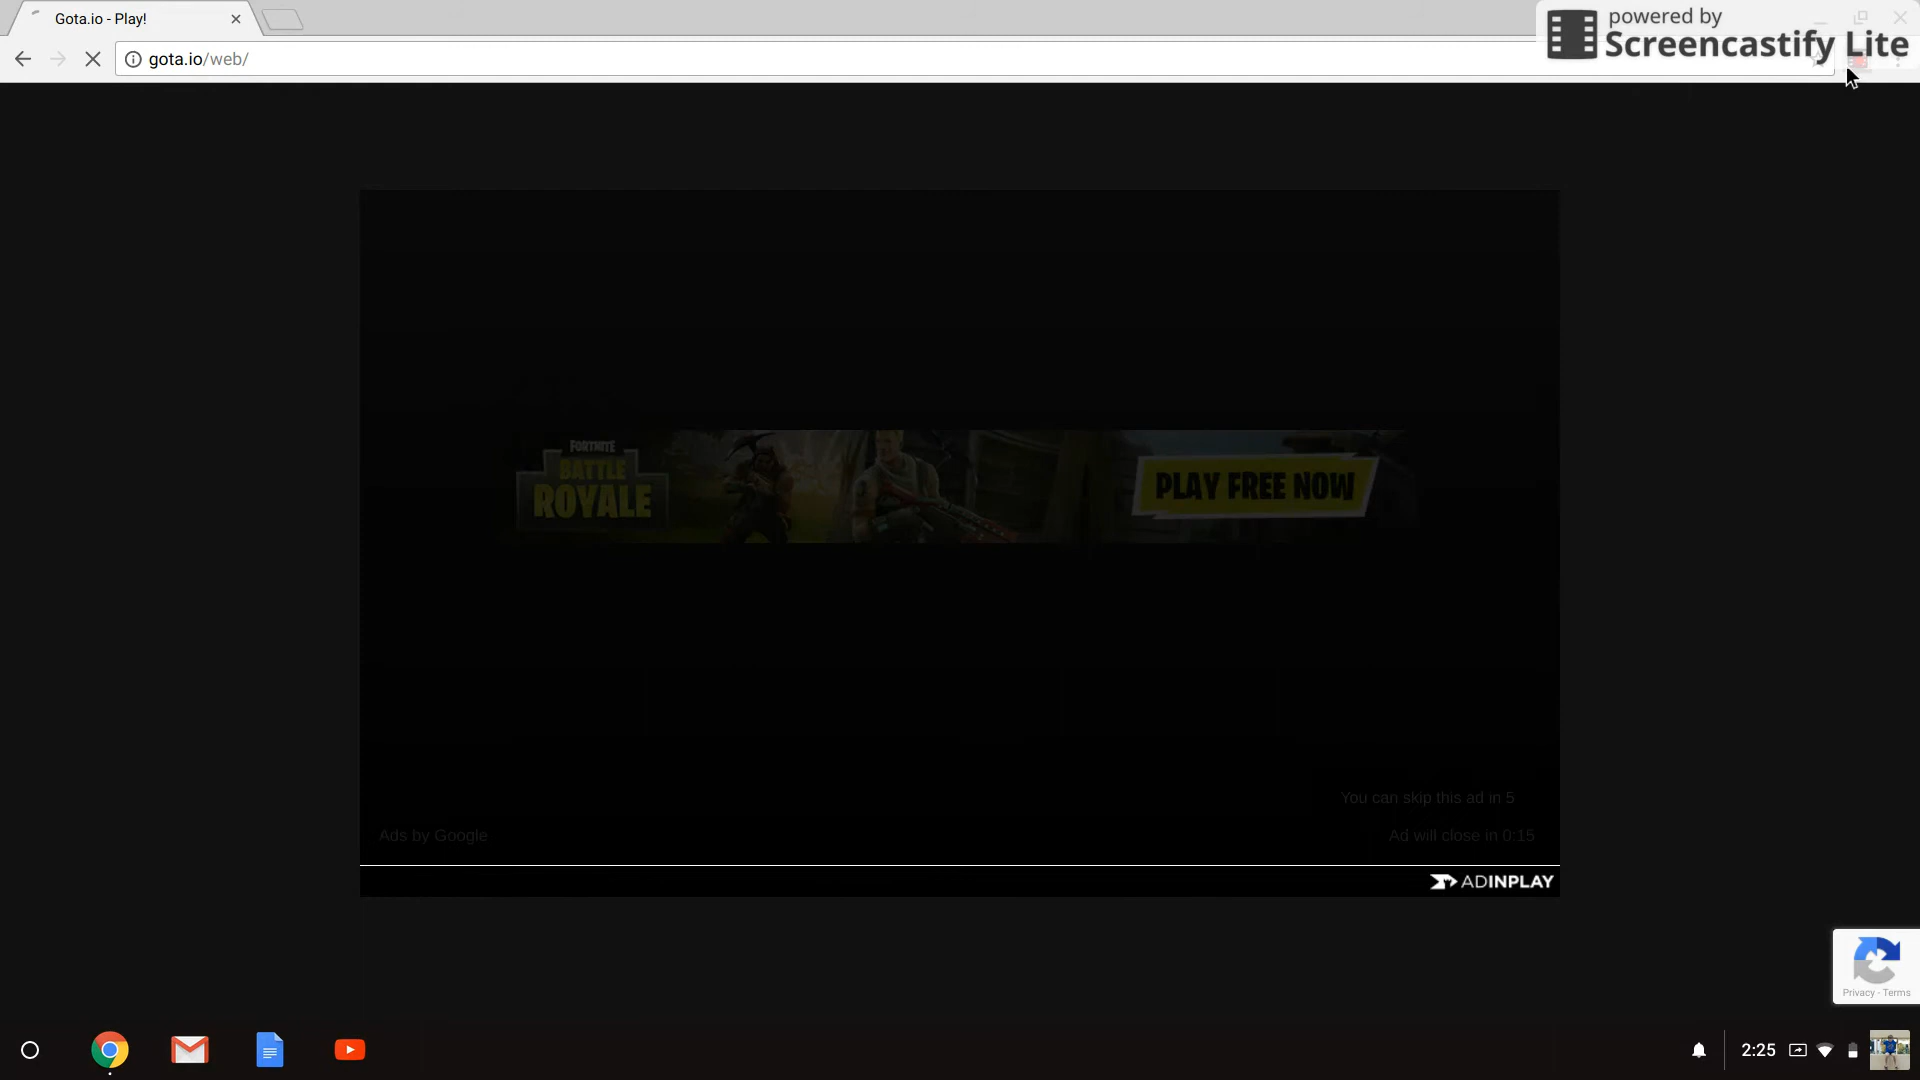 Gota.io - Play!
powered by
Screencastify Lite
gota.io/web/
FORTNITE
BATTLE
ROYALE
PLAY FREE NOW
You can skip this ad in 5
Ads by Google
Ad will close in 0:15
ADINPLAY
Privacy - Terms
2:25